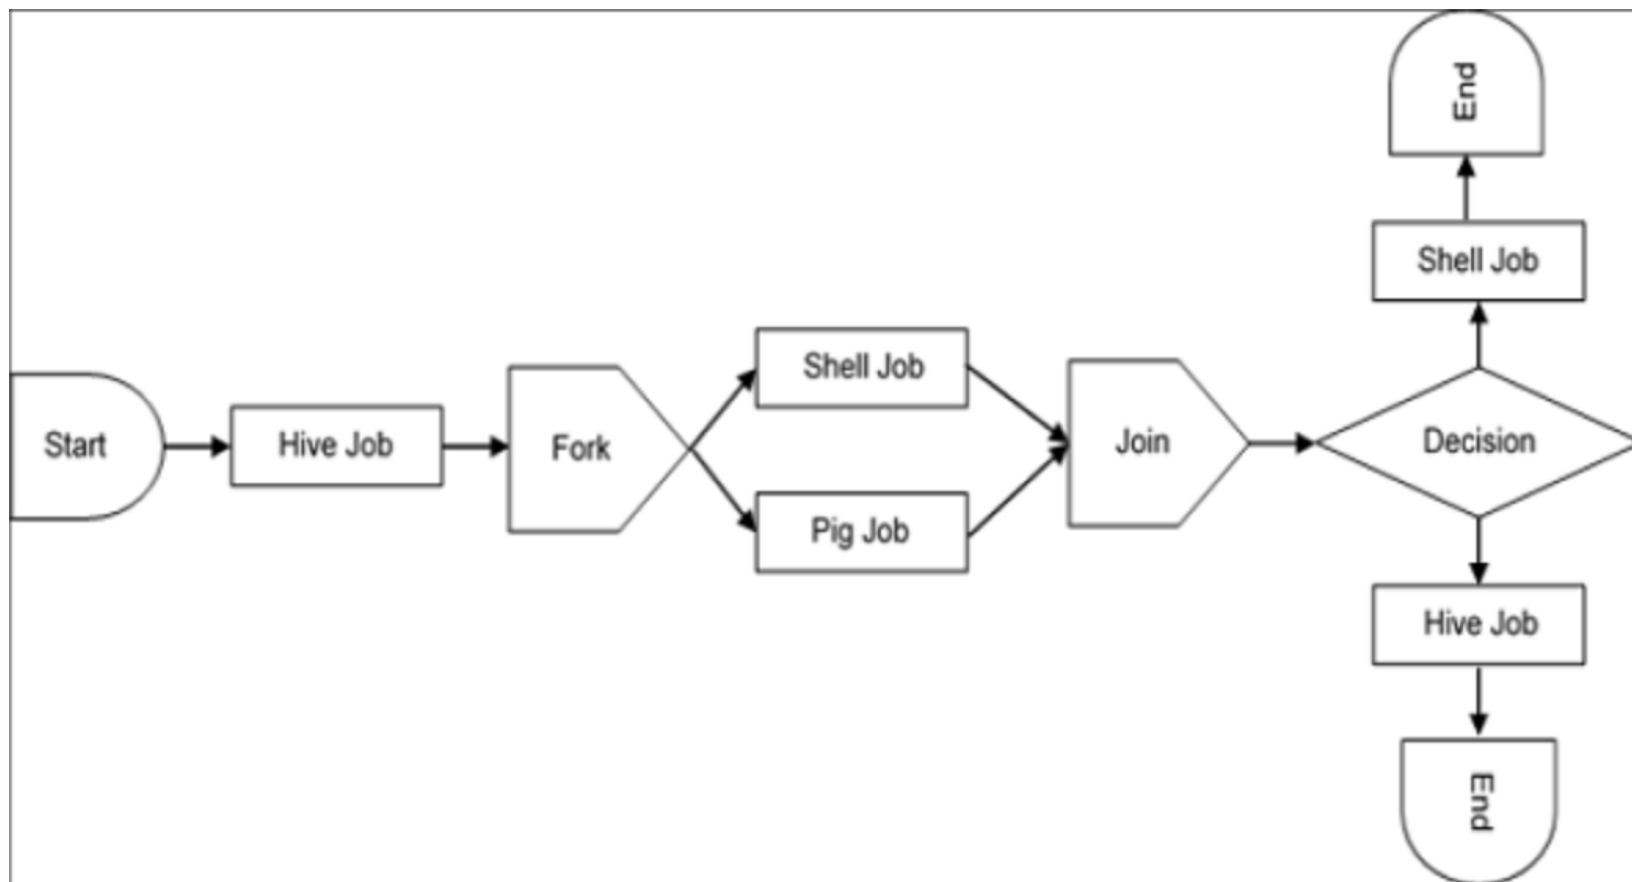 Start
Hive Job
Fork
Shell Job
Pig Job
Join
Decision
Shell Job
End
Hive Job
End